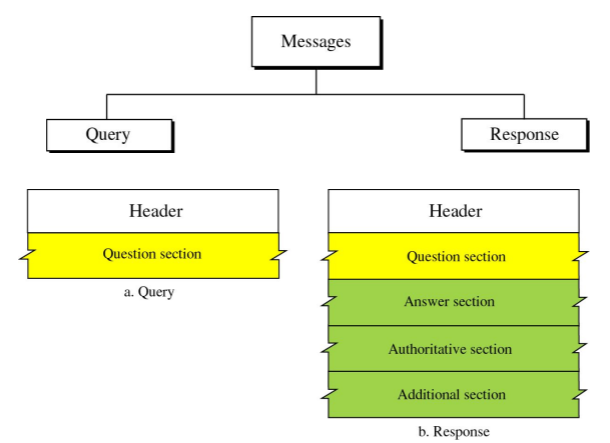 Messages
Query
Response
Header
Question section
a. Query
Header
Question section
Answer section
Authoritative section
Additional section
b. Response